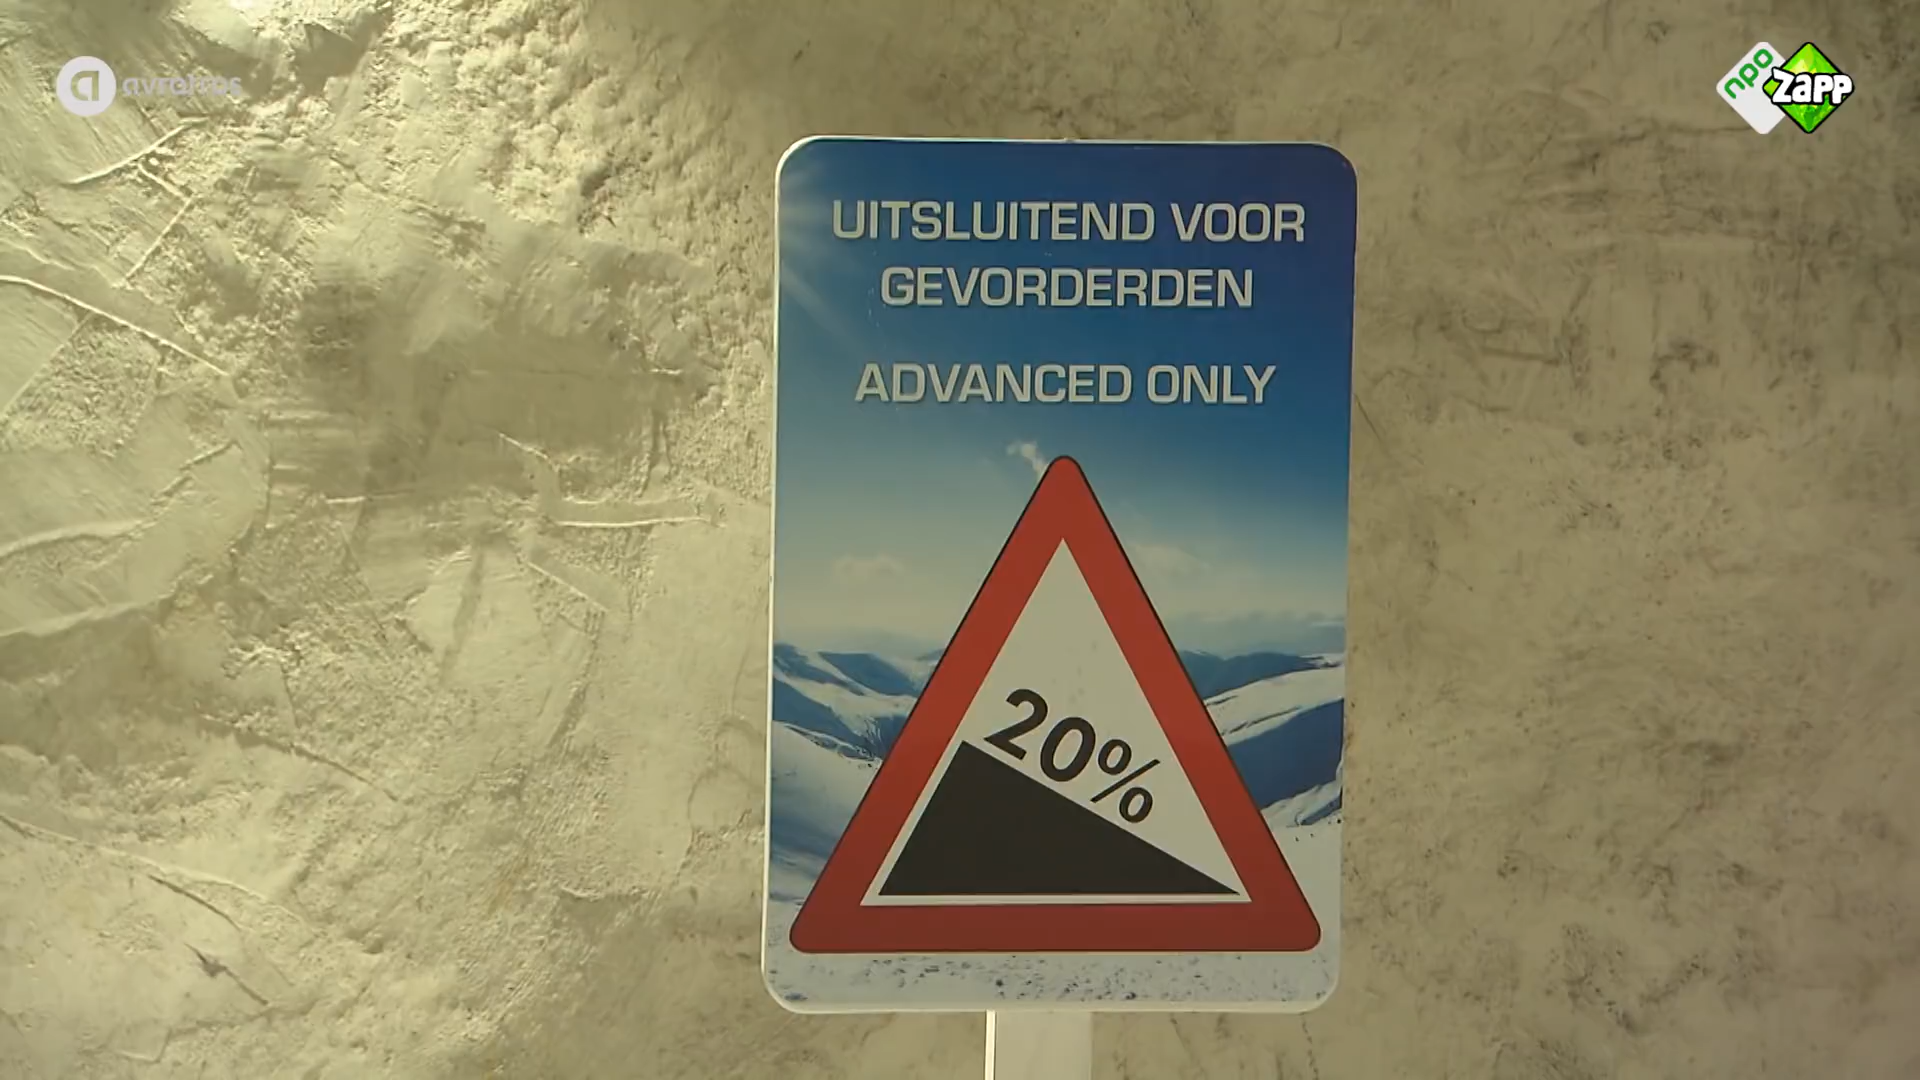 avrotros
npo
Zapp
UITSLUITEND VOOR
GEVORDERDEN
ADVANCED ONLY
20%